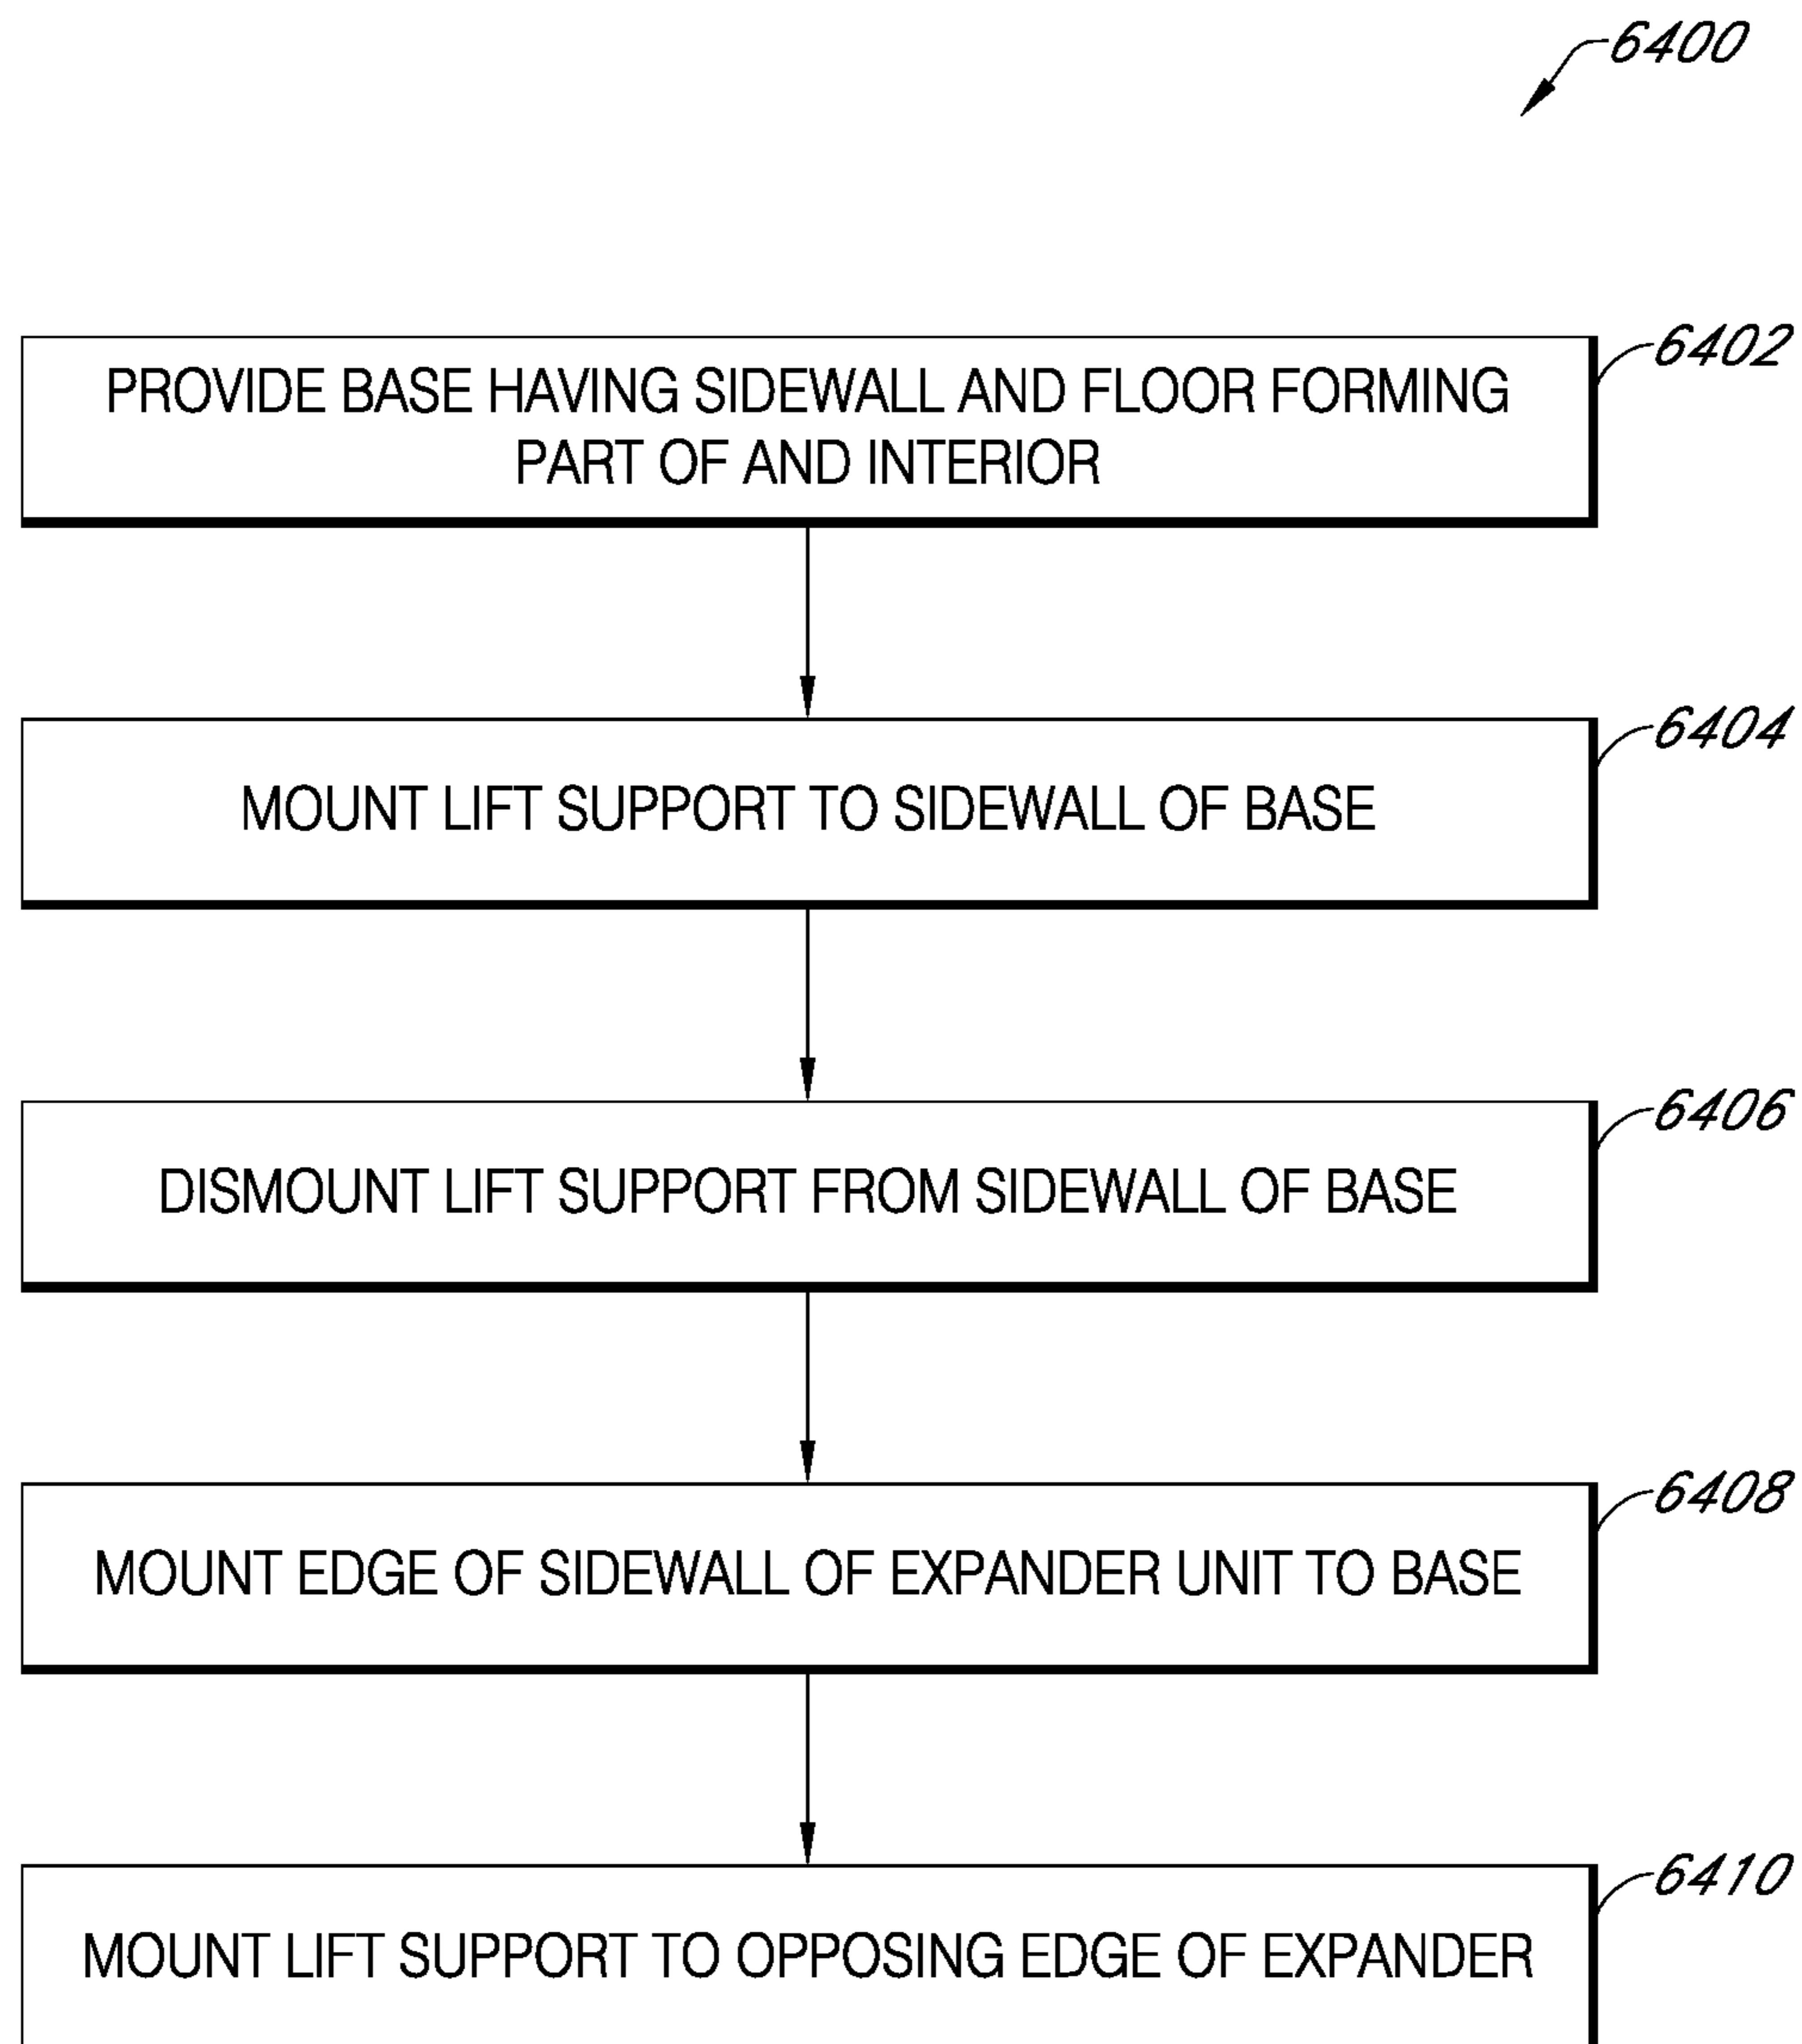 6400
6402
PROVIDE BASE HAVING SIDEWALL AND FLOOR FORMING
PART OF AND INTERIOR
6404
MOUNT LIFT SUPPORT TO SIDEWALL OF BASE
6406
DISMOUNT LIFT SUPPORT FROM SIDEWALL OF BASE
6408
MOUNT EDGE OF SIDEWALL OF EXPANDER UNIT TO BASE
6410
MOUNT LIFT SUPPORT TO OPPOSING EDGE OF EXPANDER